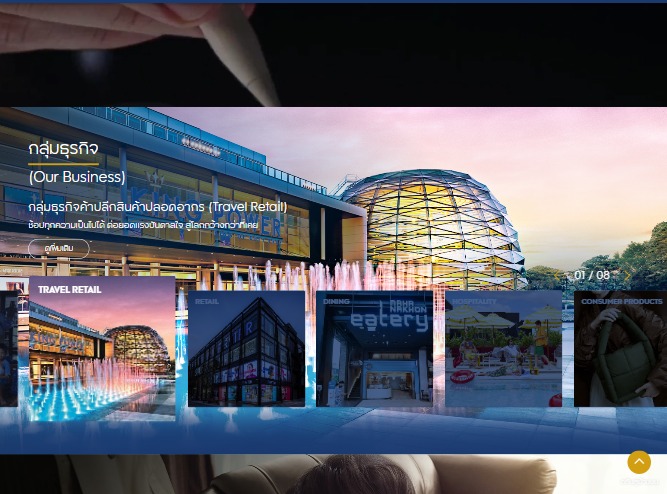 กลุ่มธุรกิจ
(Our Business)
กลุ่มธุรกิจค้าปลีกสินค้าปลอดอากร (Travel Retail)
ช้อปทุกความเป็นไปได้ ต่อยอดแรงบันดาลใจ สู่โลกกว้างกว่าที่เคย
ดูเพิ่มเติม
KING POWER
01 / 08
TRAVEL RETAIL
RETAIL
DINING
HOSPITALITY
CONSUMER PRODUCTS
MAHA
NAKHON
eatery